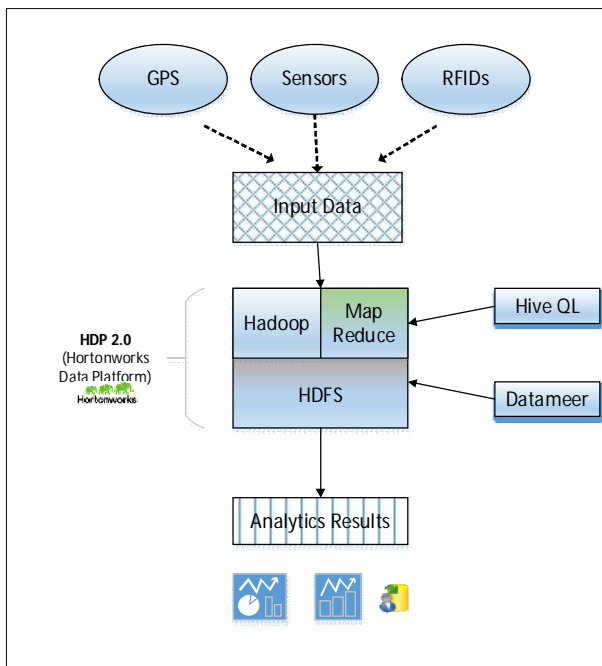 GPS
Sensors
RFIDs
Input Data
Hadoop
Map
Reduce
Hive QL
HDP 2.0
(Hortonworks
Data Platform)
Hortonworks
HDFS
Datameer
Analytics Results